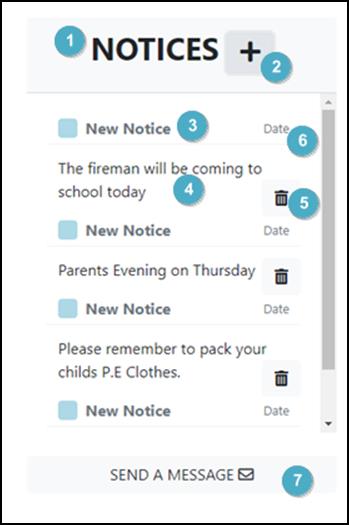 1 NOTICES + 2
New Notice 3 Date 6
The fireman will be coming to
school today 4 5
New Notice Date
Parents Evening on Thursday
New Notice Date
Please remember to pack your
childs P.E Clothes.
New Notice Date
SEND A MESSAGE 7